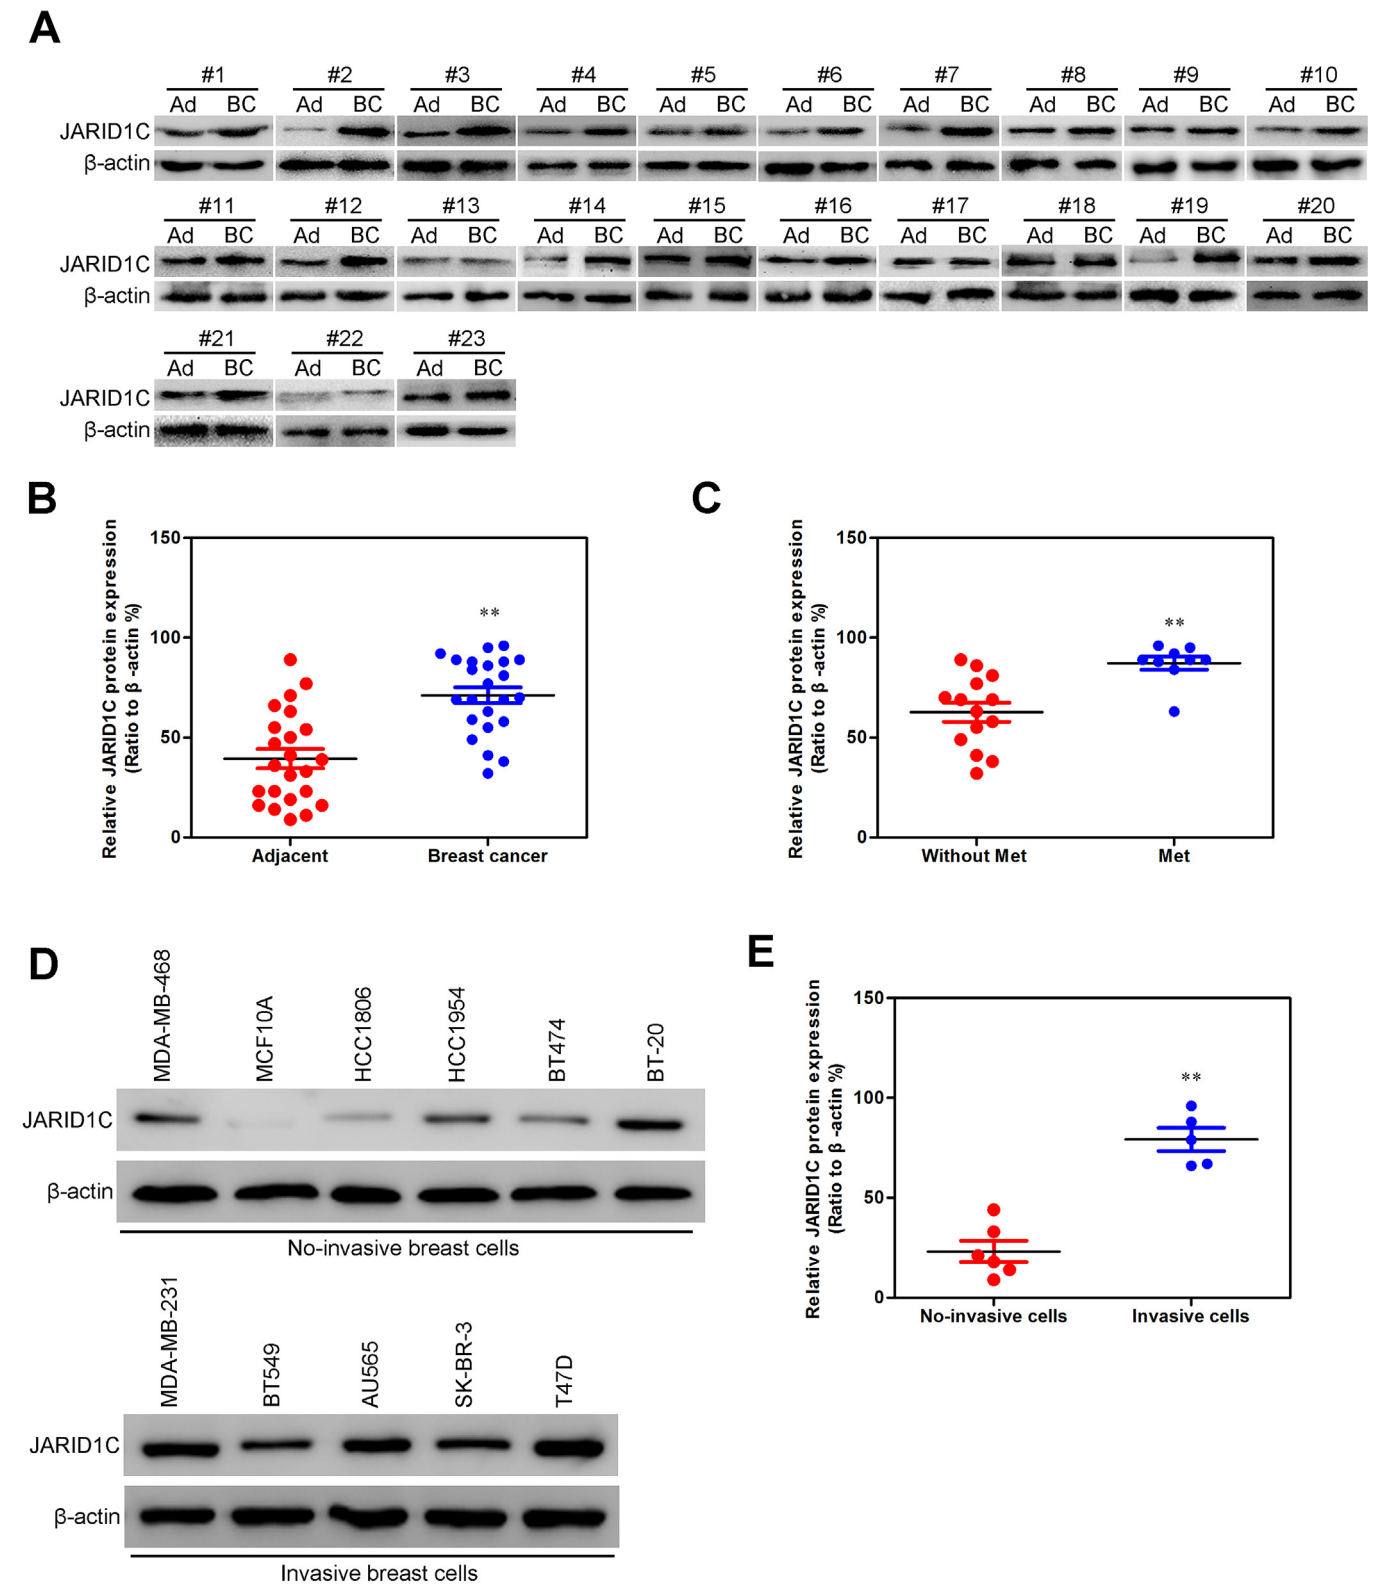 A
#1 #2 #3 #4 #5 #6 #7 #8 #9 #10
Ad BC Ad BC Ad BC Ad BC Ad BC Ad BC Ad BC Ad BC Ad BC Ad BC
JARID1C
β-actin
#11 #12 #13 #14 #15 #16 #17 #18 #19 #20
Ad BC Ad BC Ad BC Ad BC Ad BC Ad BC Ad BC Ad BC Ad BC Ad BC
JARID1C
β-actin
#21 #22 #23
Ad BC Ad BC Ad BC
JARID1C
β-actin
B
Relative JARID1C protein expression
(Ratio to β -actin %)
150
100
50
0
**
Adjacent Breast cancer
C
Relative JARID1C protein expression
(Ratio to β -actin %)
150
100
50
0
**
Without Met Met
D
MDA-MB-468 MCF10A HCC1806 HCC1954 BT474 BT-20
JARID1C
β-actin
No-invasive breast cells
MDA-MB-231 BT549 AU565 SK-BR-3 T47D
JARID1C
β-actin
Invasive breast cells
E
Relative JARID1C protein expression
(Ratio to β -actin %)
150
100
50
0
**
No-invasive cells Invasive cells